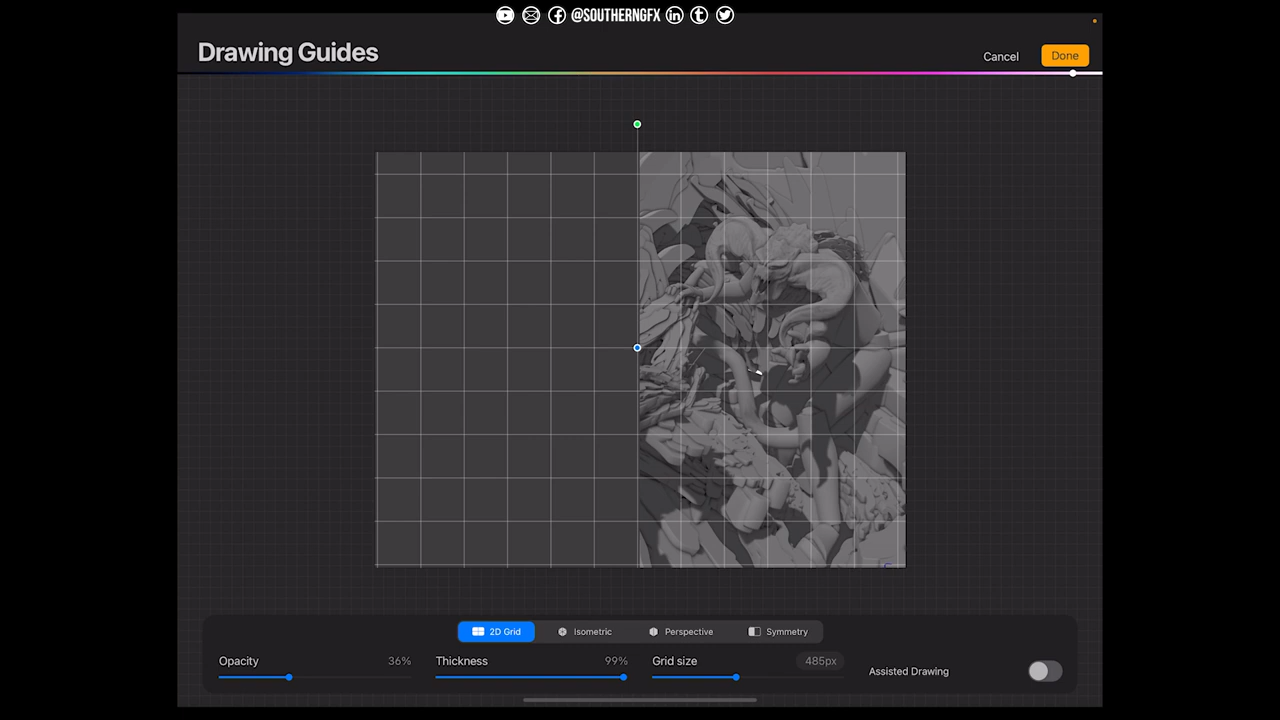 @SOUTHERNGFX
Drawing Guides
Cancel
Done
2D Grid
Isometric
Perspective
Symmetry
Opacity
36%
Thickness
99%
Grid size
485px
Assisted Drawing